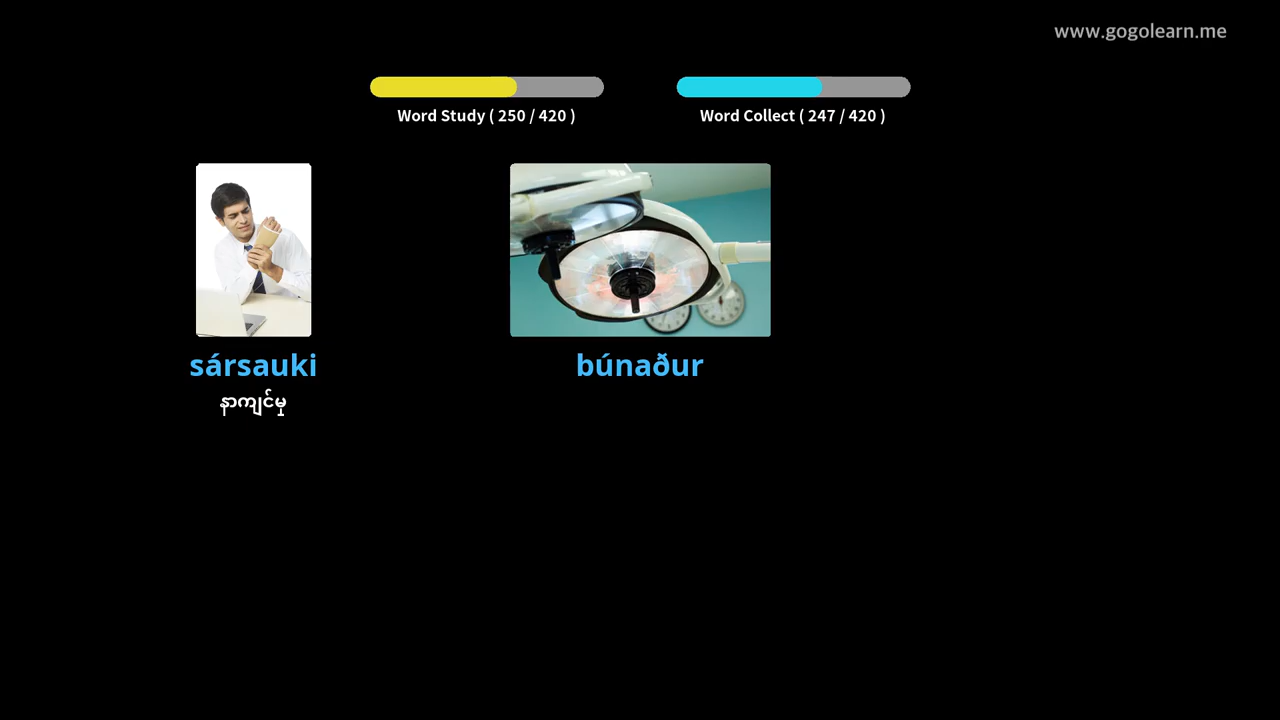 www.gogolearn.me
Word Study ( 250 / 420 )
Word Collect ( 247 / 420 )
sársauki
နာကျင်မှု
búnaður